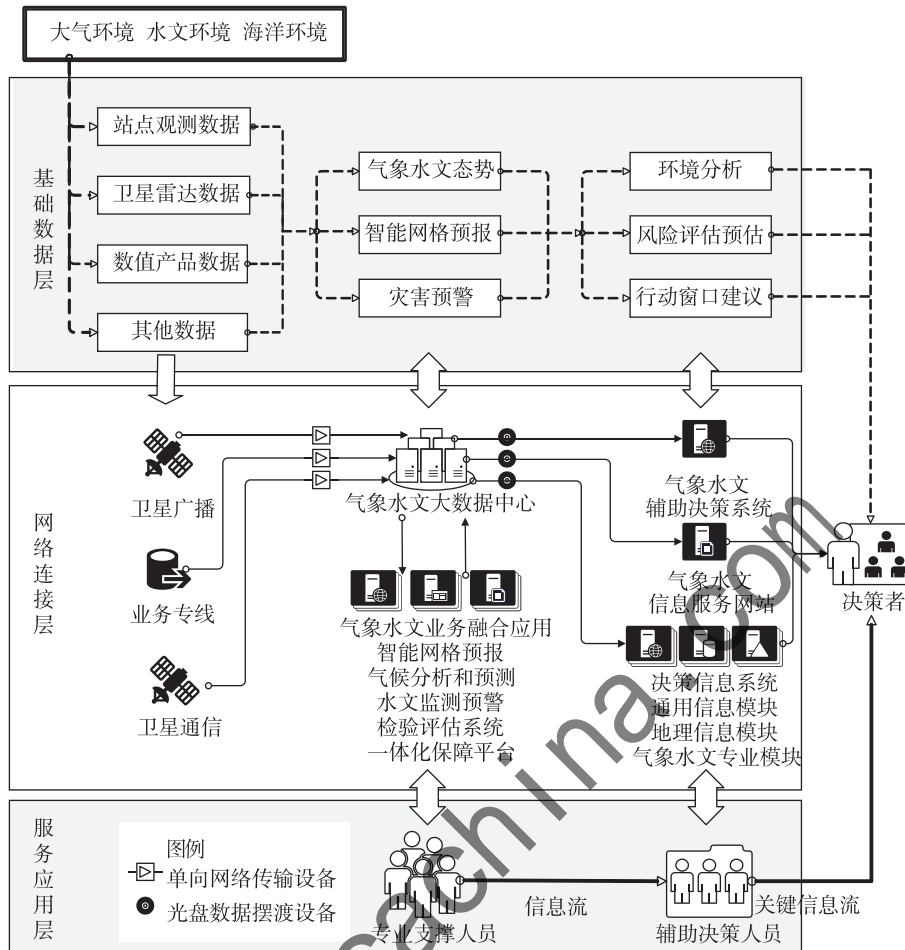 大气环境 水文环境 海洋环境
基础数据层
站点观测数据
卫星雷达数据
数值产品数据
其他数据
气象水文态势
智能网格预报
灾害预警
环境分析
风险评估预估
行动窗口建议
网络连接层
卫星广播
业务专线
卫星通信
气象水文大数据中心
气象水文业务融合应用
智能网格预报
气候分析和预测
水文监测预警
检验评估系统
一体化保障平台
气象水文
辅助决策系统
气象水文
信息服务网站
决策信息系统
通用信息模块
地理信息模块
气象水文专业模块
决策者
服务应用层
图例
单向网络传输设备
光盘数据摆渡设备
专业支撑人员
信息流
辅助决策人员
关键信息流
sachina.com